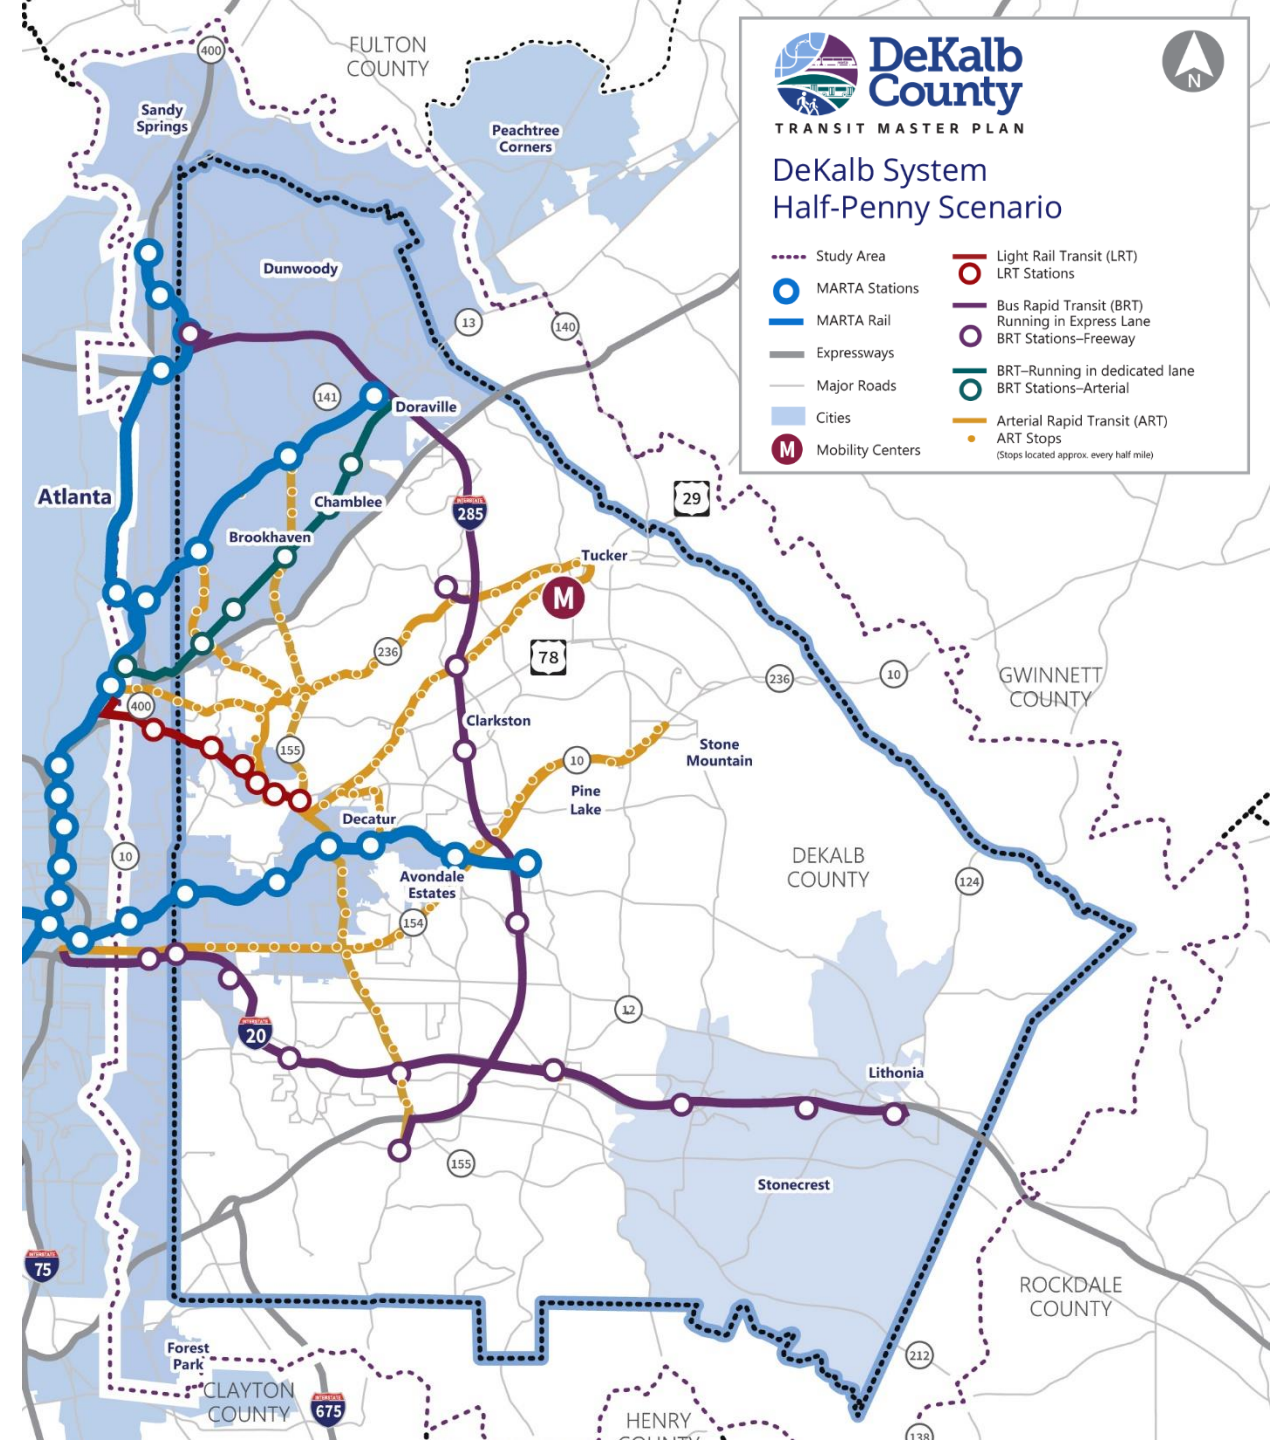 DeKalb
County
TRANSIT MASTER PLAN
N
DeKalb System
Half-Penny Scenario
Study Area
MARTA Stations
MARTA Rail
Expressways
Major Roads
Cities
M
Mobility Centers
Light Rail Transit (LRT)
LRT Stations
Bus Rapid Transit (BRT)
Running in Express Lane
BRT Stations–Freeway
BRT–Running in dedicated lane
BRT Stations–Arterial
Arterial Rapid Transit (ART)
ART Stops
(Stops located approx. every half mile)
400
FULTON
COUNTY
Sandy
Springs
Peachtree
Corners
Dunwoody
13
140
141
Doraville
Atlanta
Chamblee
INTERSTATE
285
29
Brookhaven
Tucker
M
236
78
236
10
GWINNETT
COUNTY
400
Clarkston
155
Stone
Mountain
10
Pine
Lake
Decatur
10
DEKALB
COUNTY
Avondale
Estates
124
154
12
INTERSTATE
20
Lithonia
155
Stonecrest
INTERSTATE
75
ROCKDALE
COUNTY
Forest
Park
212
CLAYTON
COUNTY
INTERSTATE
675
HENRY
COUNTY
138